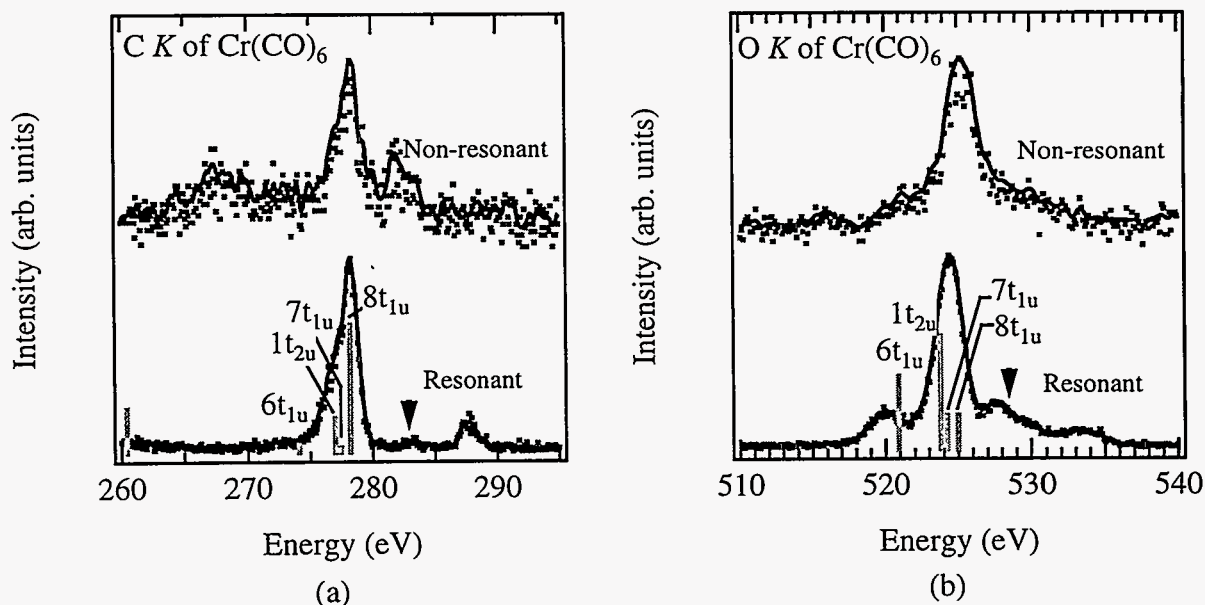 C K of Cr(CO)6
Non-resonant
8t1u
7t1u
1t2u
6t1u
Resonant
Intensity (arb. units)
260 270 280 290
Energy (eV)
(a)
O K of Cr(CO)6
Non-resonant
7t1u
1t2u
8t1u
6t1u
Resonant
Intensity (arb. units)
510 520 530 540
Energy (eV)
(b)